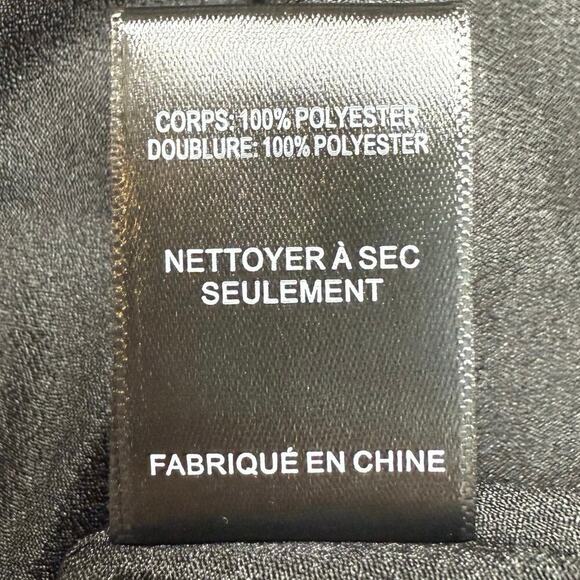 CORPS: 100% POLYESTER
DOUBLURE: 100% POLYESTER
NETTOYER À SEC
SEULEMENT
FABRIQUÉ EN CHINE